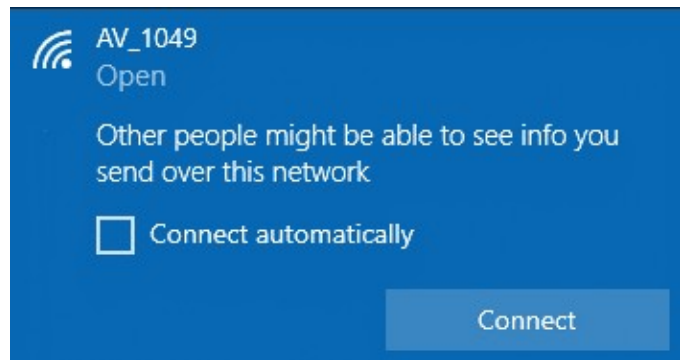 AV_1049
Open
Other people might be able to see info you
send over this network
Connect automatically
Connect